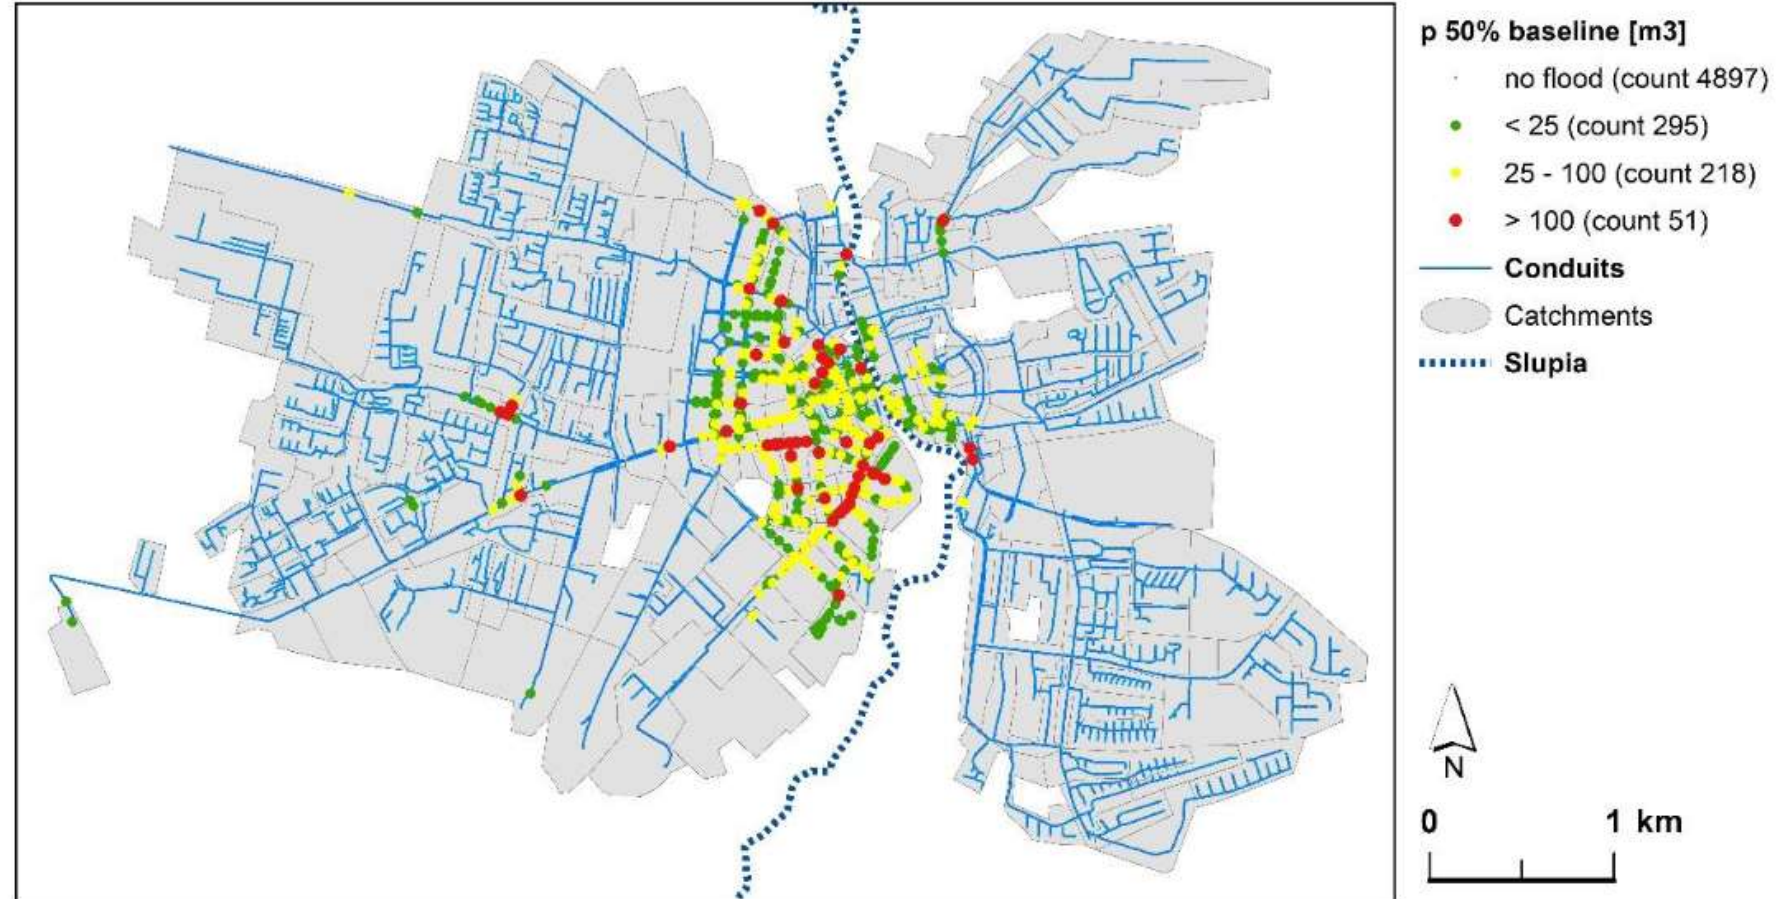 p 50% baseline [m3]
no flood (count 4897)
< 25 (count 295)
25 - 100 (count 218)
> 100 (count 51)
Conduits
Catchments
Slupia
N
0 1 km